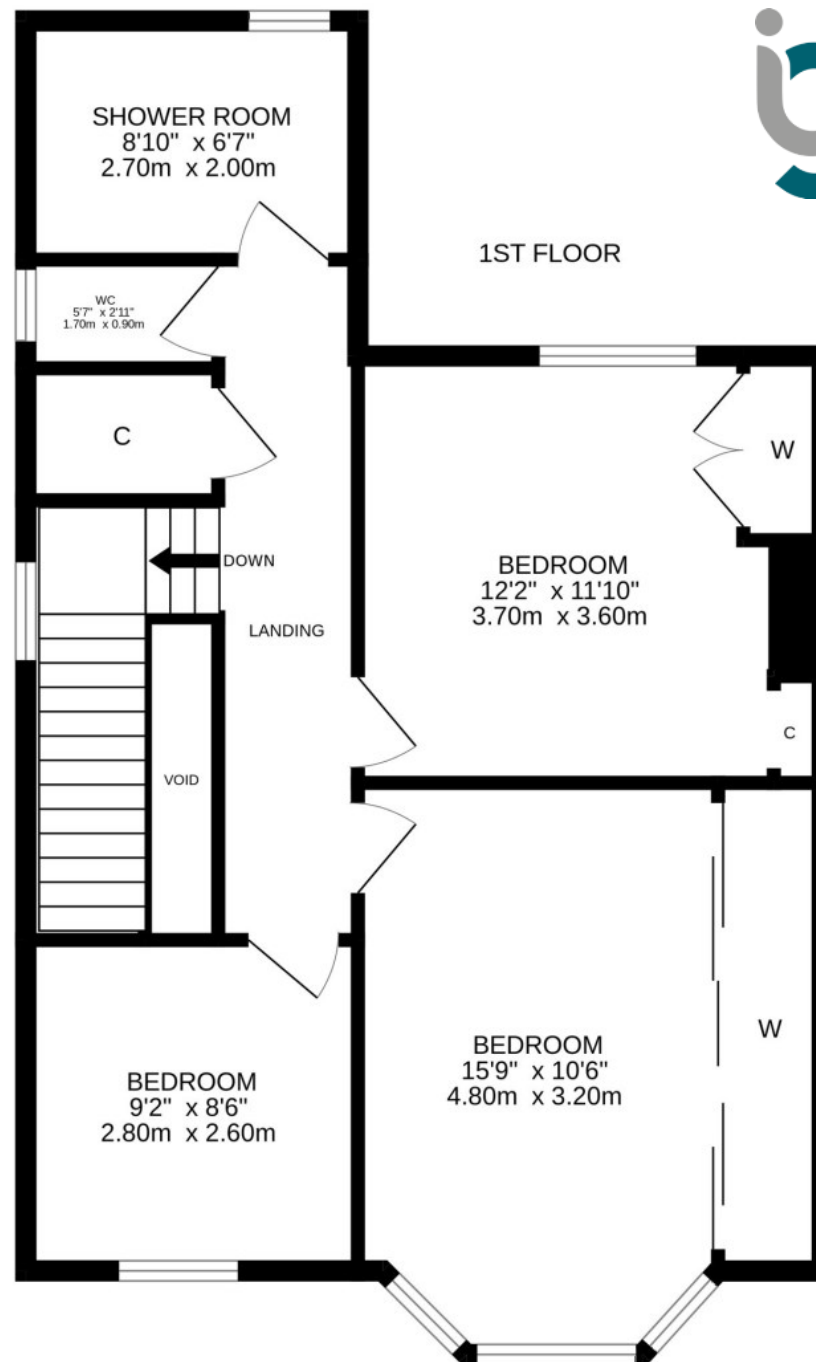 SHOWER ROOM
8'10" x 6'7"
2.70m x 2.00m
1ST FLOOR
WC
5'7" x 2'11"
1.70m x 0.90m
C
W
BEDROOM
12'2" x 11'10"
3.70m x 3.60m
DOWN
LANDING
C
VOID
BEDROOM
15'9" x 10'6"
4.80m x 3.20m
W
BEDROOM
9'2" x 8'6"
2.80m x 2.60m